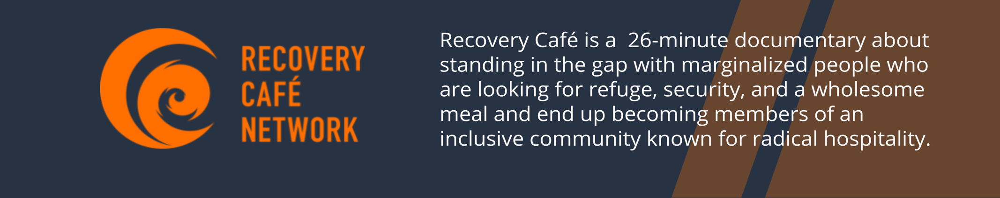 RECOVERY
CAFÉ
NETWORK
Recovery Café is a  26-minute documentary about
standing in the gap with marginalized people who
are looking for refuge, security, and a wholesome
meal and end up becoming members of an
inclusive community known for radical hospitality.